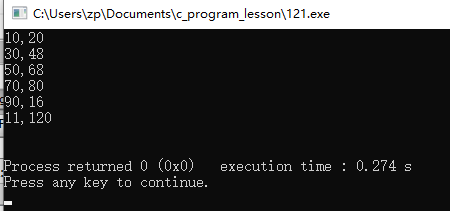 C:\Users\zp\Documents\c_program_lesson\121.exe
10,20
30,48
50,68
70,80
90,16
11,120
Process returned 0 (0x0)   execution time : 0.274 s
Press any key to continue.